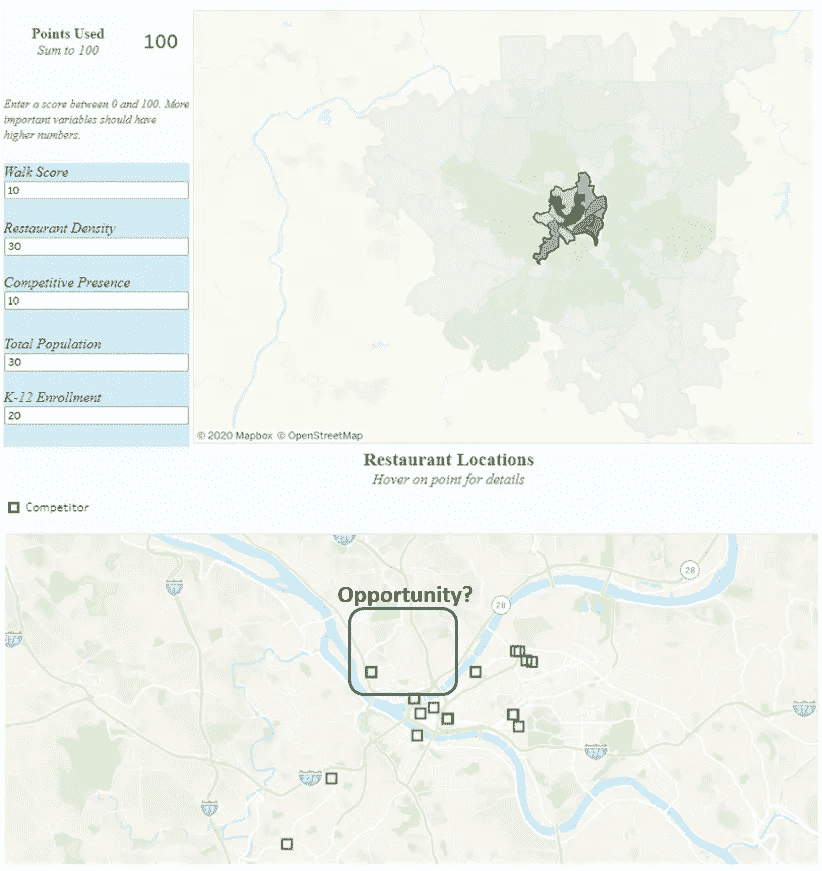 Points Used
Sum to 100
100
Enter a score between 0 and 100. More
important variables should have
higher numbers.
Walk Score
10
Restaurant Density
30
Competitive Presence
10
Total Population
30
K-12 Enrollment
20
© 2020 Mapbox © OpenStreetMap
Restaurant Locations
Hover on point for details
Competitor
Opportunity?
28
28